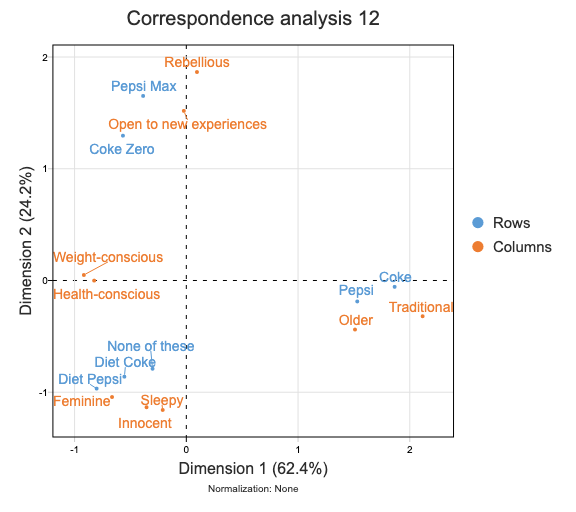 Correspondence analysis 12
2
Rebellious
Pepsi Max
Open to new experiences
Coke Zero
1
Rows
Columns
Dimension 2 (24.2%)
Weight-conscious
0
Coke
Health-conscious
Pepsi
Traditional
Older
None of these
Diet Coke
Diet Pepsi
-1
Feminine
Sleepy
Innocent
-1 0 1 2
Dimension 1 (62.4%)
Normalization: None